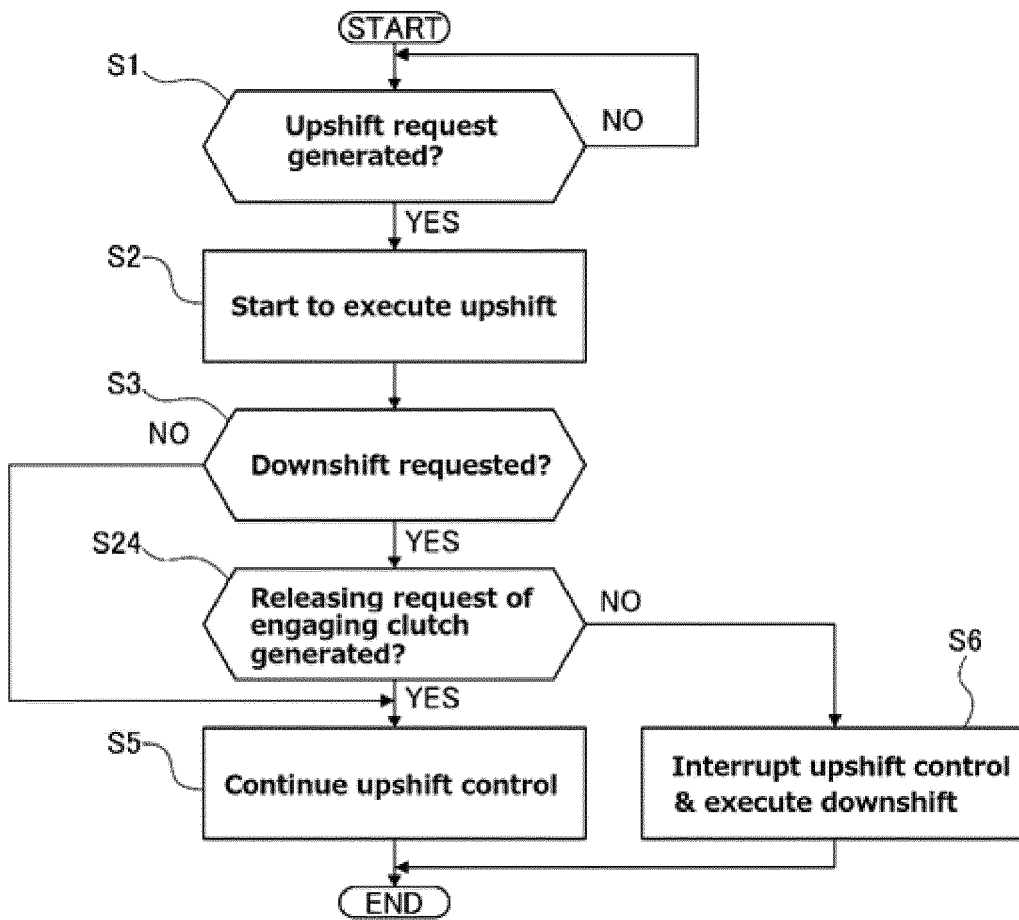 START
S1
Upshift request
generated?
NO
YES
S2
Start to execute upshift
S3
NO
Downshift requested?
YES
S24
Releasing request of
engaging clutch
generated?
NO
YES
S6
S5
Continue upshift control
Interrupt upshift control
& execute downshift
END